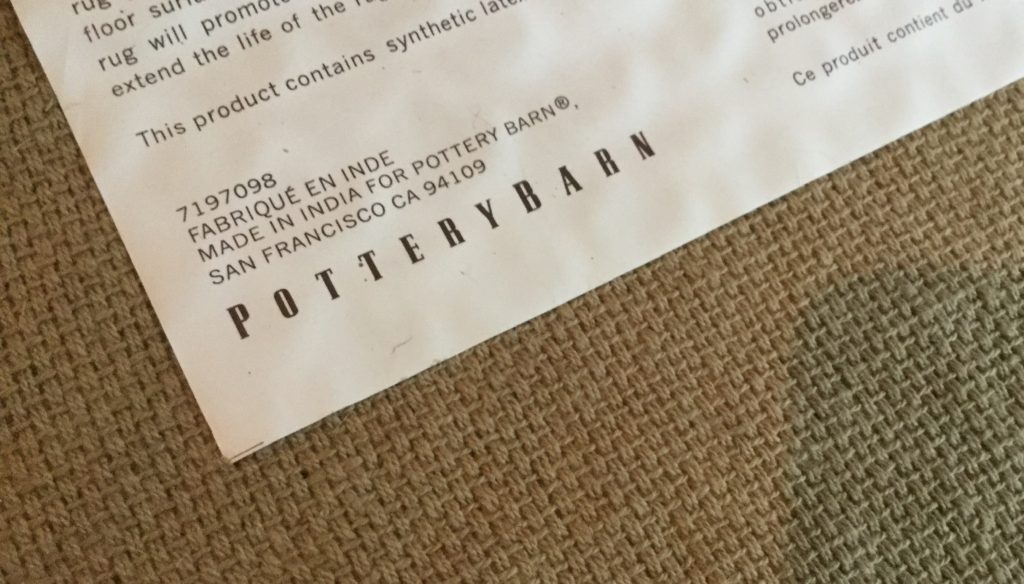 rug
floor
rug will promote
extend the life of the
This product contains synthetic
7197098
FABRIQUÉ EN INDE
MADE IN INDIA FOR POTTERY BARN®,
SAN FRANCISCO CA 94109
POTTERYBARN
Ce produit contient du